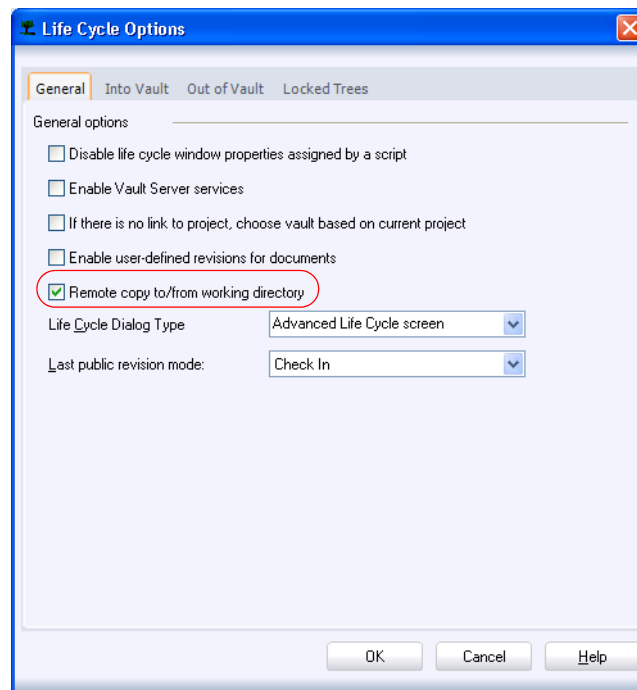 Life Cycle Options
General Into Vault Out of Vault Locked Trees
General options
Disable life cycle window properties assigned by a script
Enable Vault Server services
If there is no link to project, choose vault based on current project
Enable user-defined revisions for documents
Remote copy to/from working directory
Life Cycle Dialog Type Advanced Life Cycle screen
Last public revision mode: Check In
OK Cancel Help